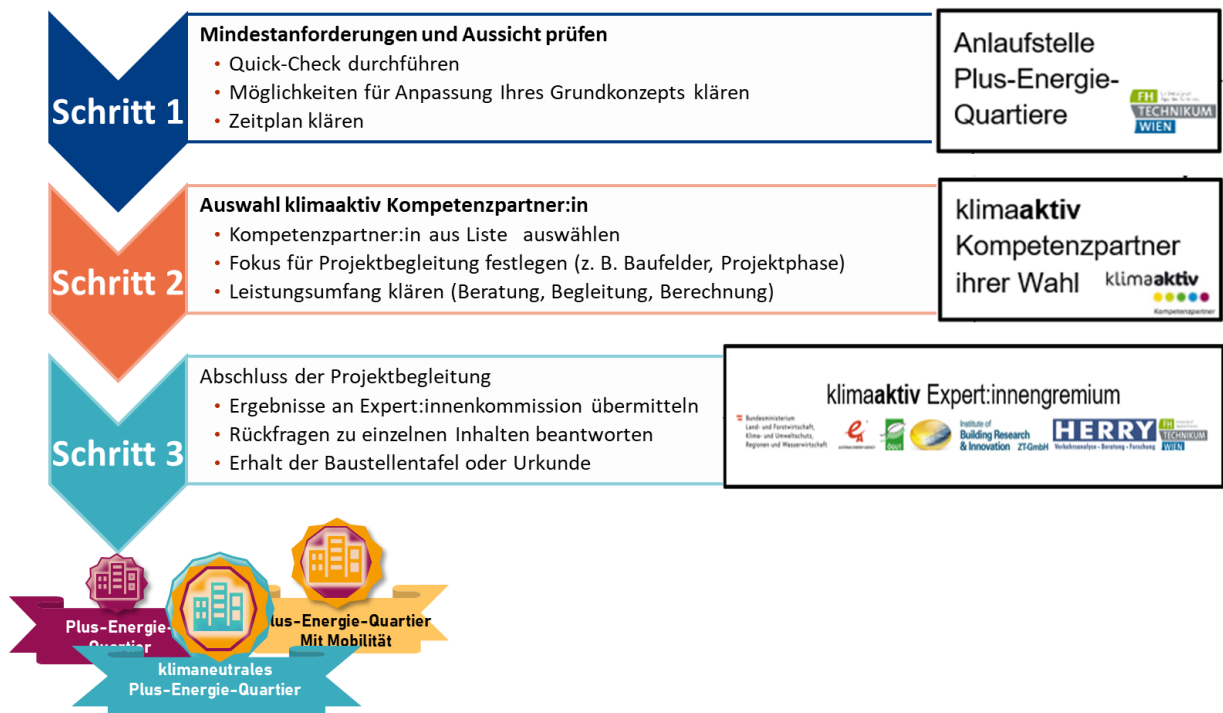 Schritt 1
Mindestanforderungen und Aussicht prüfen
• Quick-Check durchführen
• Möglichkeiten für Anpassung Ihres Grundkonzepts klären
• Zeitplan klären
Anlaufstelle
Plus-Energie-
Quartiere
FH
TECHNIKUM
WIEN
Schritt 2
Auswahl klimaaktiv Kompetenzpartner:in
• Kompetenzpartner:in aus Liste auswählen
• Fokus für Projektbegleitung festlegen (z. B. Baufelder, Projektphase)
• Leistungsumfang klären (Beratung, Begleitung, Berechnung)
klimaaktiv
Kompetenzpartner
ihrer Wahl
klimaaktiv
Kompetenzpartner
Schritt 3
Abschluss der Projektbegleitung
• Ergebnisse an Expert:innenkommission übermitteln
• Rückfragen zu einzelnen Inhalten beantworten
• Erhalt der Baustellentafel oder Urkunde
klimaaktiv Expert:innengremium
Bundesministerium
Land- und Forstwirtschaft,
Klima- und Umweltschutz,
Regionen und Wasserwirtschaft
Institute of
Building Research
& Innovation ZT-GmbH
HERRY
Verkehrsanalyse - Beratung - Forschung
FH
TECHNIKUM
WIEN
Plus-Energie-
Quartier
lus-Energie-Quartier
Mit Mobilität
klimaneutrales
Plus-Energie-Quartier